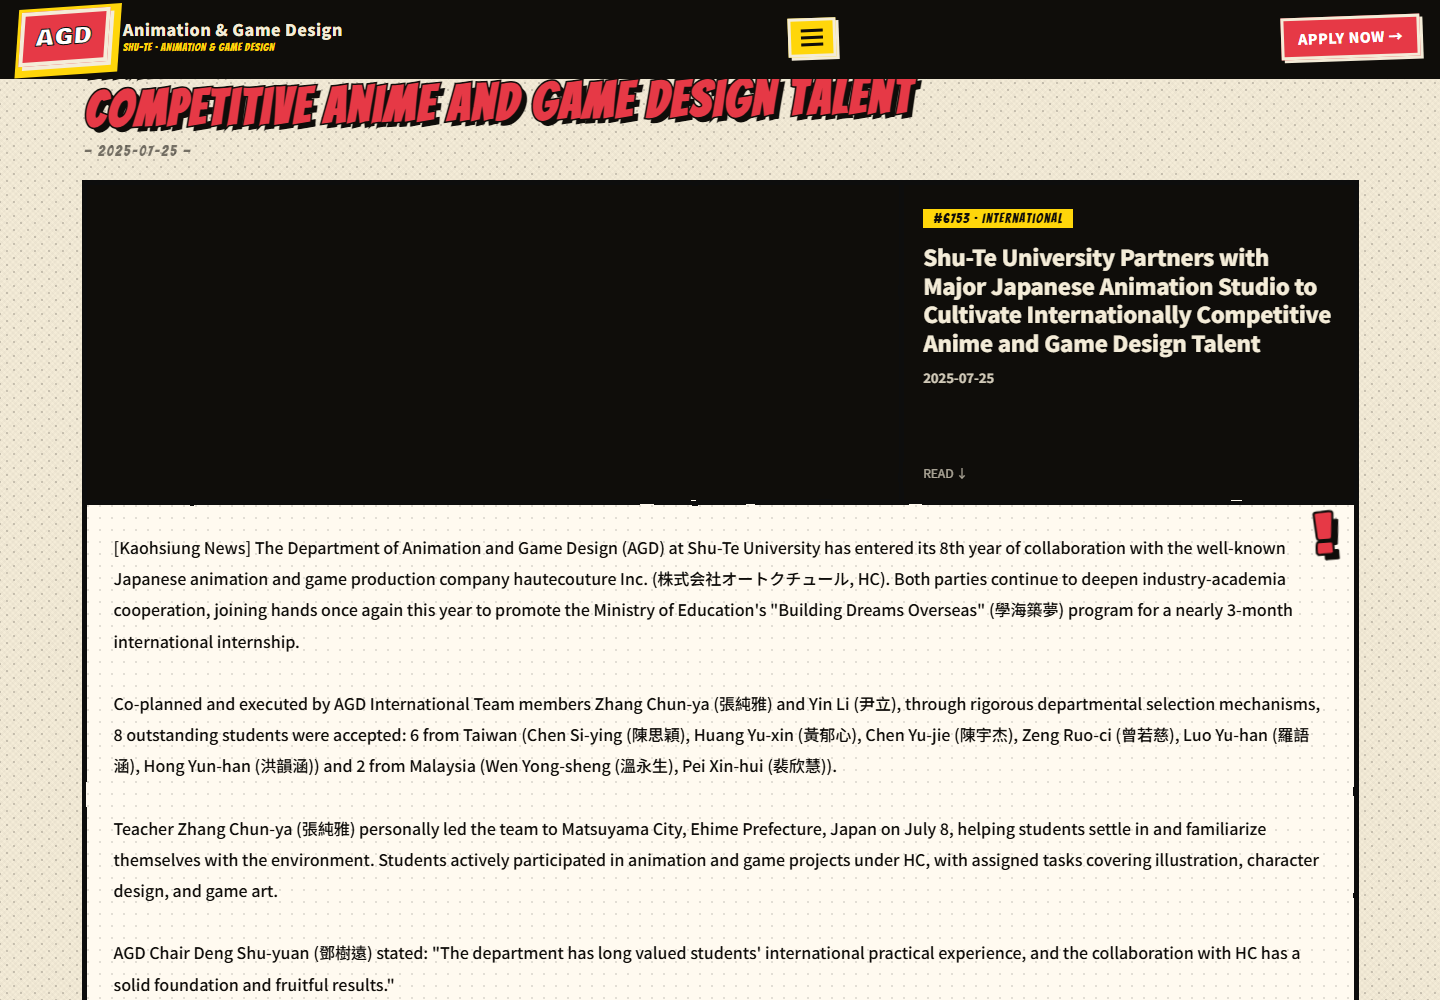 AGD
Animation & Game Design
SHU-TE · ANIMATION & GAME DESIGN
APPLY NOW →
COMPETITIVE ANIME AND GAME DESIGN TALENT
— 2025-07-25 —
#6753 · INTERNATIONAL
Shu-Te University Partners with
Major Japanese Animation Studio to
Cultivate Internationally Competitive
Anime and Game Design Talent
2025-07-25
READ ↓
!
[Kaohsiung News] The Department of Animation and Game Design (AGD) at Shu-Te University has entered its 8th year of collaboration with the well-known
Japanese animation and game production company hautecouture Inc. (株式会社オートクチュール, HC). Both parties continue to deepen industry-academia
cooperation, joining hands once again this year to promote the Ministry of Education's "Building Dreams Overseas" (學海築夢) program for a nearly 3-month
international internship.
Co-planned and executed by AGD International Team members Zhang Chun-ya (張純雅) and Yin Li (尹立), through rigorous departmental selection mechanisms,
8 outstanding students were accepted: 6 from Taiwan (Chen Si-ying (陳思穎), Huang Yu-xin (黃郁心), Chen Yu-jie (陳宇杰), Zeng Ruo-ci (曾若慈), Luo Yu-han (羅語
涵), Hong Yun-han (洪韻涵)) and 2 from Malaysia (Wen Yong-sheng (溫永生), Pei Xin-hui (裴欣慧)).
Teacher Zhang Chun-ya (張純雅) personally led the team to Matsuyama City, Ehime Prefecture, Japan on July 8, helping students settle in and familiarize
themselves with the environment. Students actively participated in animation and game projects under HC, with assigned tasks covering illustration, character
design, and game art.
AGD Chair Deng Shu-yuan (鄧樹遠) stated: "The department has long valued students' international practical experience, and the collaboration with HC has a
solid foundation and fruitful results."